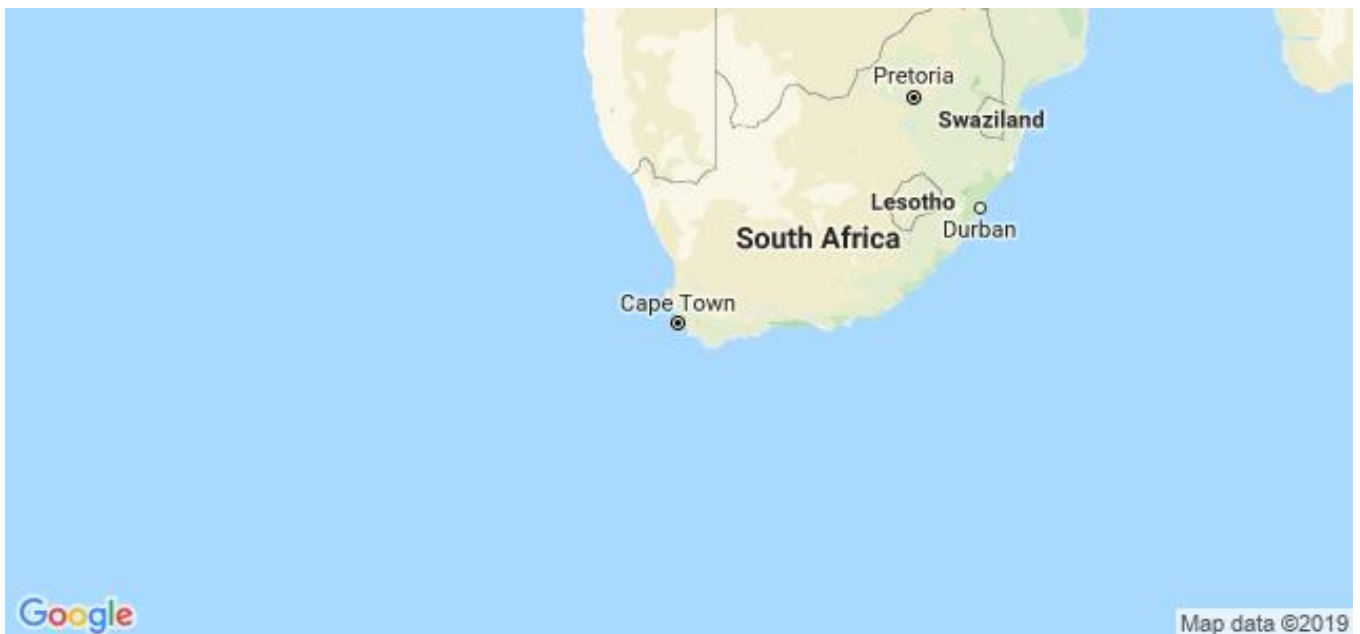 Pretoria
Swaziland
Lesotho
Durban
South Africa
Cape Town
Google
Map data ©2019